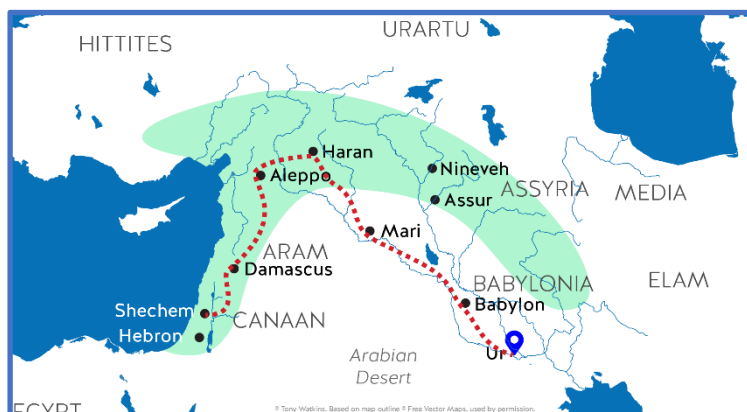 URARTU
HITTITES
Haran
Nineveh
Aleppo
ASSYRIA
MEDIA
Assur
Mari
ARAM
Damascus
ELAM
BABYLONIA
Babylon
Shechem
CANAAN
Hebron
Ur
Arabian
Desert
EGYPT
© Tony Watkins. Based on map outline © Free Vector Maps, used by permission.